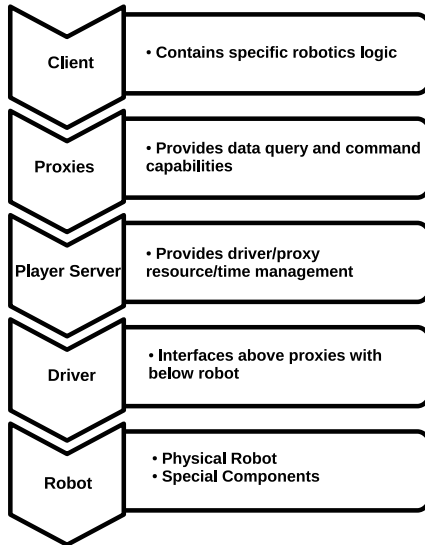 Client
• Contains specific robotics logic
Proxies
• Provides data query and command
capabilities
Player Server
• Provides driver/proxy
resource/time management
Driver
• Interfaces above proxies with
below robot
Robot
• Physical Robot
• Special Components